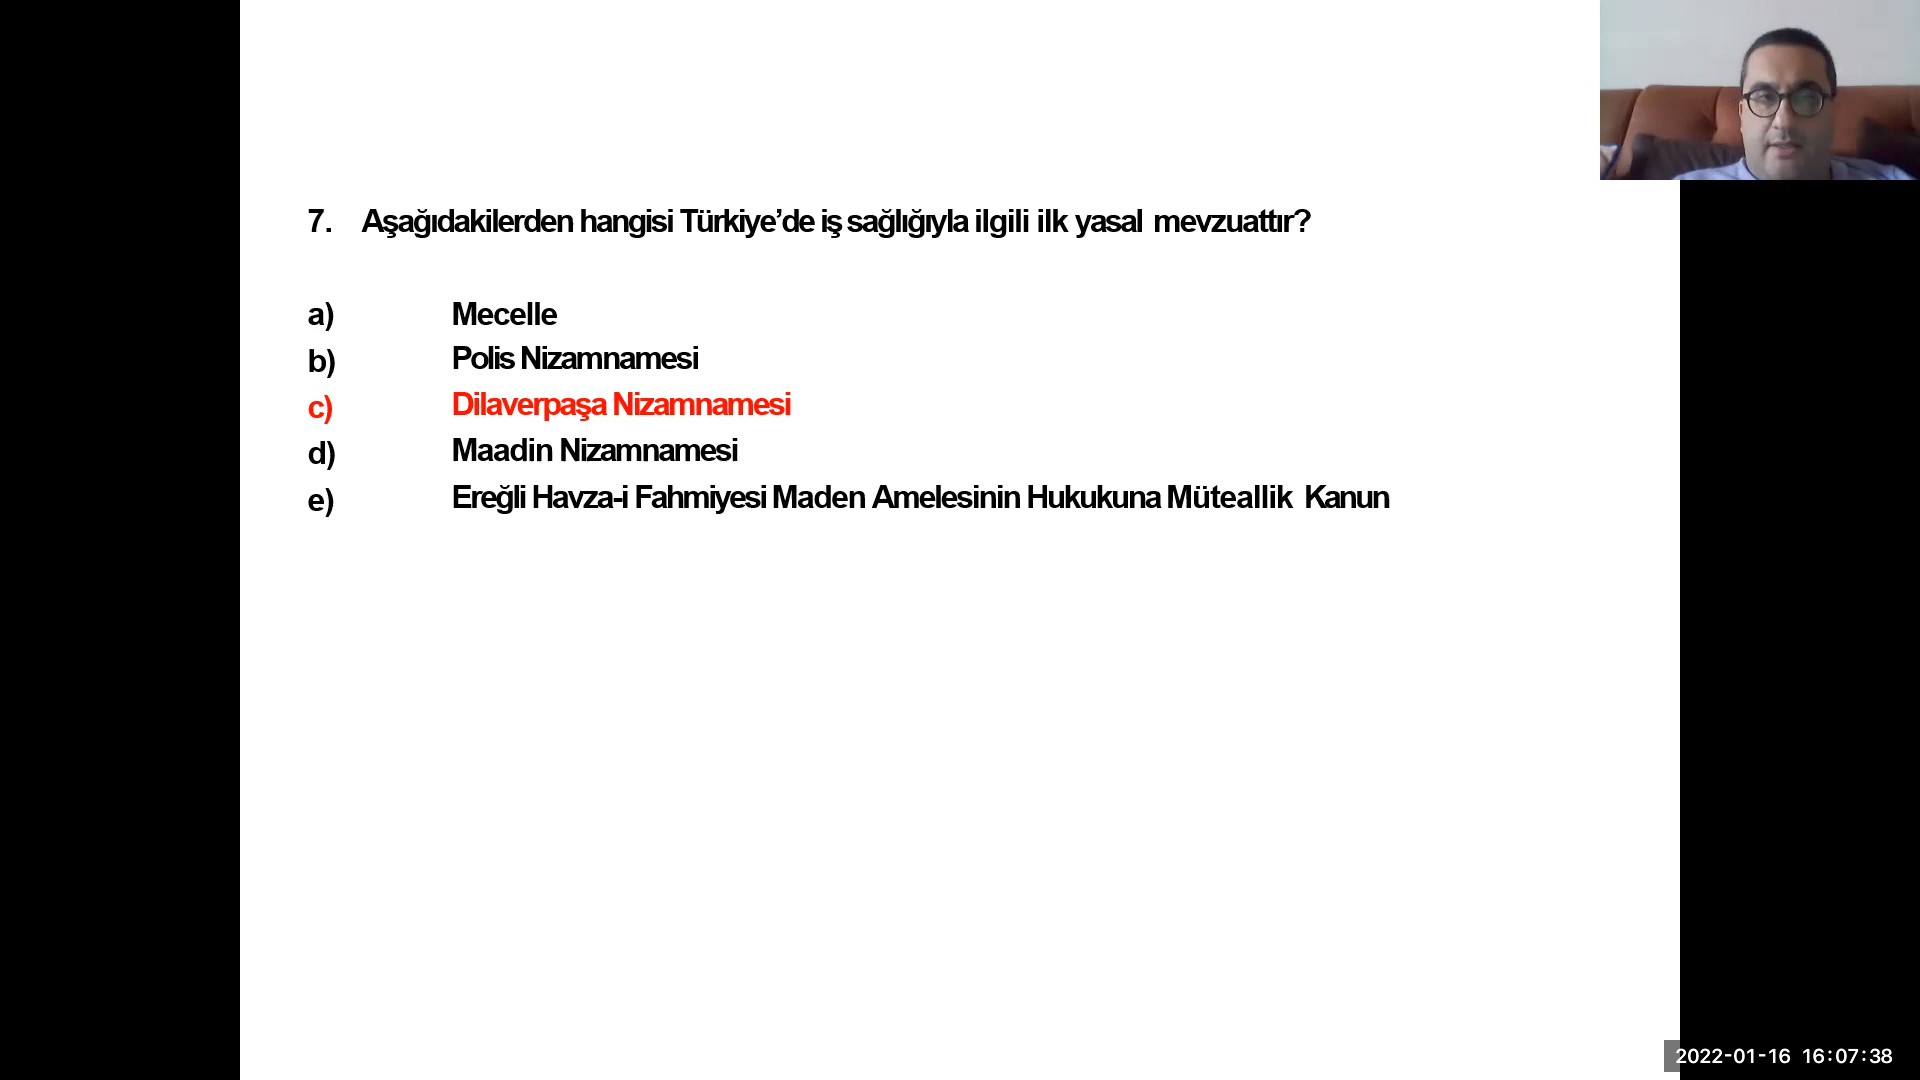 7. Aşağıdakilerden hangisi Türkiye’de iş sağlığıyla ilgili ilk yasal mevzuattır?
a) Mecelle
b) Polis Nizamnamesi
c) Dilaverpaşa Nizamnamesi
d) Maadin Nizamnamesi
e) Ereğli Havza-i Fahmiyesi Maden Amelesinin Hukukuna Müteallik Kanun
2022-01-16 16:07:38